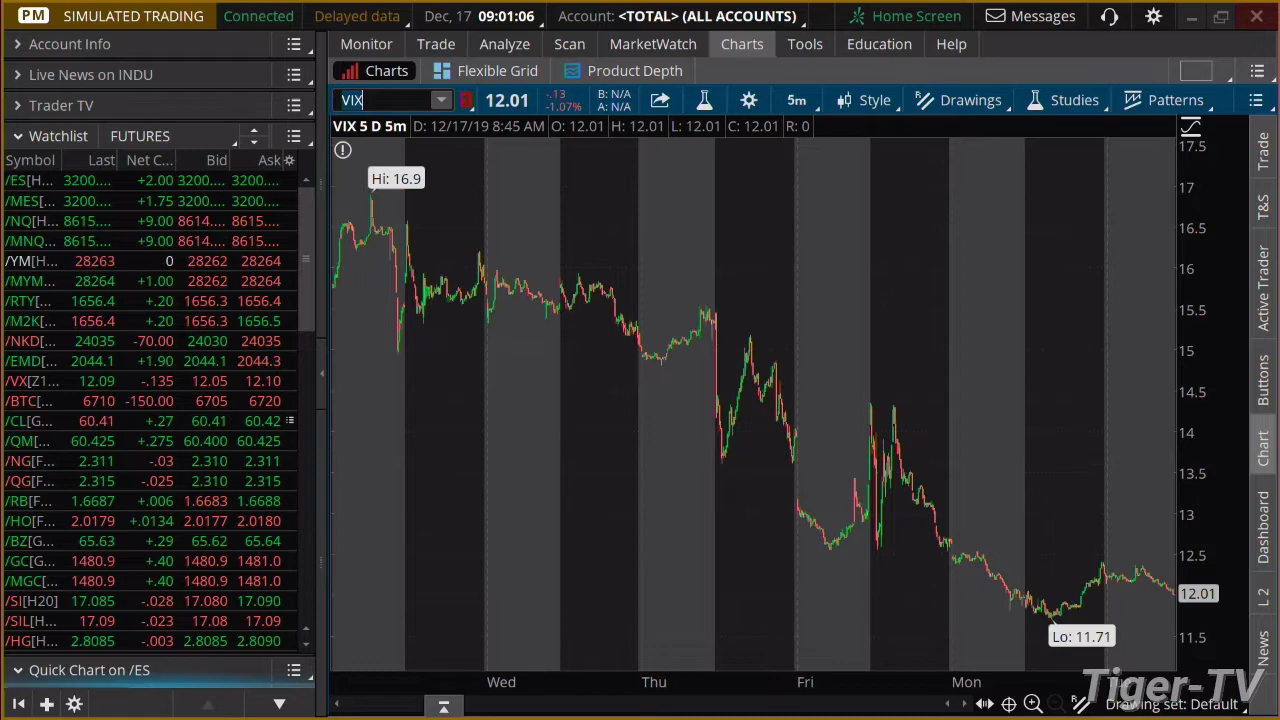 PM SIMULATED TRADING Connected Delayed data Dec, 17 09:01:06 Account: <TOTAL> (ALL ACCOUNTS) Home Screen Messages
Account Info
Live News on INDU
Trader TV
Watchlist FUTURES
Symbol Last Net C... Bid Ask
/ES[H... 3200.... +2.00 3200.... 3200....
/MES... 3200.... +1.75 3200.... 3200....
/NQ[H... 8615.... +9.00 8614.... 8615....
/MNQ... 8615.... +9.00 8614.... 8615....
/YM[H... 28263 0 28262 28264
/MYM... 28264 +1.00 28262 28264
/RTY[... 1656.4 +.20 1656.3 1656.4
/M2K[... 1656.4 +.20 1656.3 1656.5
/NKD[... 24035 -70.00 24030 24035
/EMD[... 2044.1 +1.90 2044.1 2044.3
/VX[Z1... 12.09 -.135 12.05 12.10
/BTC[... 6710 -150.00 6705 6720
/CL[G... 60.41 +.27 60.41 60.42
/QM[... 60.425 +.275 60.400 60.425
/NG[F... 2.311 -.03 2.310 2.311
/QG[F... 2.315 -.025 2.310 2.315
/RB[F... 1.6687 +.006 1.6683 1.6688
/HO[F... 2.0179 +.0134 2.0177 2.0180
/BZ[G... 65.63 +.29 65.62 65.64
/GC[G... 1480.9 +.40 1480.9 1481.0
/MGC[... 1480.9 +.40 1480.9 1481.0
/SI[H20] 17.085 -.028 17.080 17.090
/SIL[H... 17.09 -.023 17.08 17.09
/HG[H... 2.8085 -.003 2.8085 2.8090
Quick Chart on /ES
Monitor Trade Analyze Scan MarketWatch Charts Tools Education Help
Charts Flexible Grid Product Depth
VIX 12.01 -.13 -1.07% B: N/A A: N/A 5m Style Drawings Studies Patterns
VIX 5 D 5m D: 12/17/19 8:45 AM O: 12.01 H: 12.01 L: 12.01 C: 12.01 R: 0
Hi: 16.9
17.5
17
16.5
16
15.5
15
14.5
14
13.5
13
12.5
12.01
11.5
Lo: 11.71
Wed Thu Fri Mon
Drawing set: Default
Trade
T&S
Active Trader
Buttons
Chart
Dashboard
L 2
News
Tiger-TV